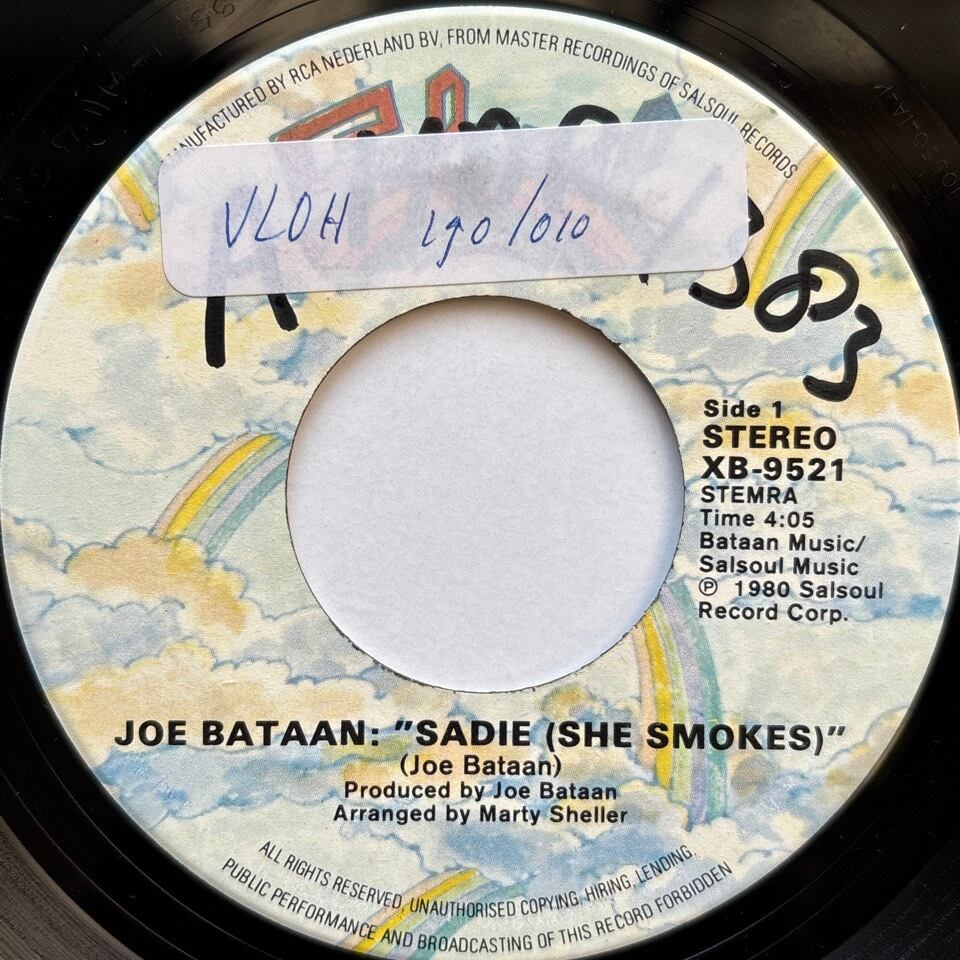 MANUFACTURED BY RCA NEDERLAND BV, FROM MASTER RECORDINGS OF SALSOUL RECORDS
VLOH 190/010
Side 1
STEREO
XB-9521
STEMRA
Time 4:05
Bataan Music/
Salsoul Music
℗ 1980 Salsoul
Record Corp.
JOE BATAAN: "SADIE (SHE SMOKES)"
(Joe Bataan)
Produced by Joe Bataan
Arranged by Marty Sheller
ALL RIGHTS RESERVED, UNAUTHORISED COPYING, HIRING, LENDING,
PUBLIC PERFORMANCE AND BROADCASTING OF THIS RECORD FORBIDDEN